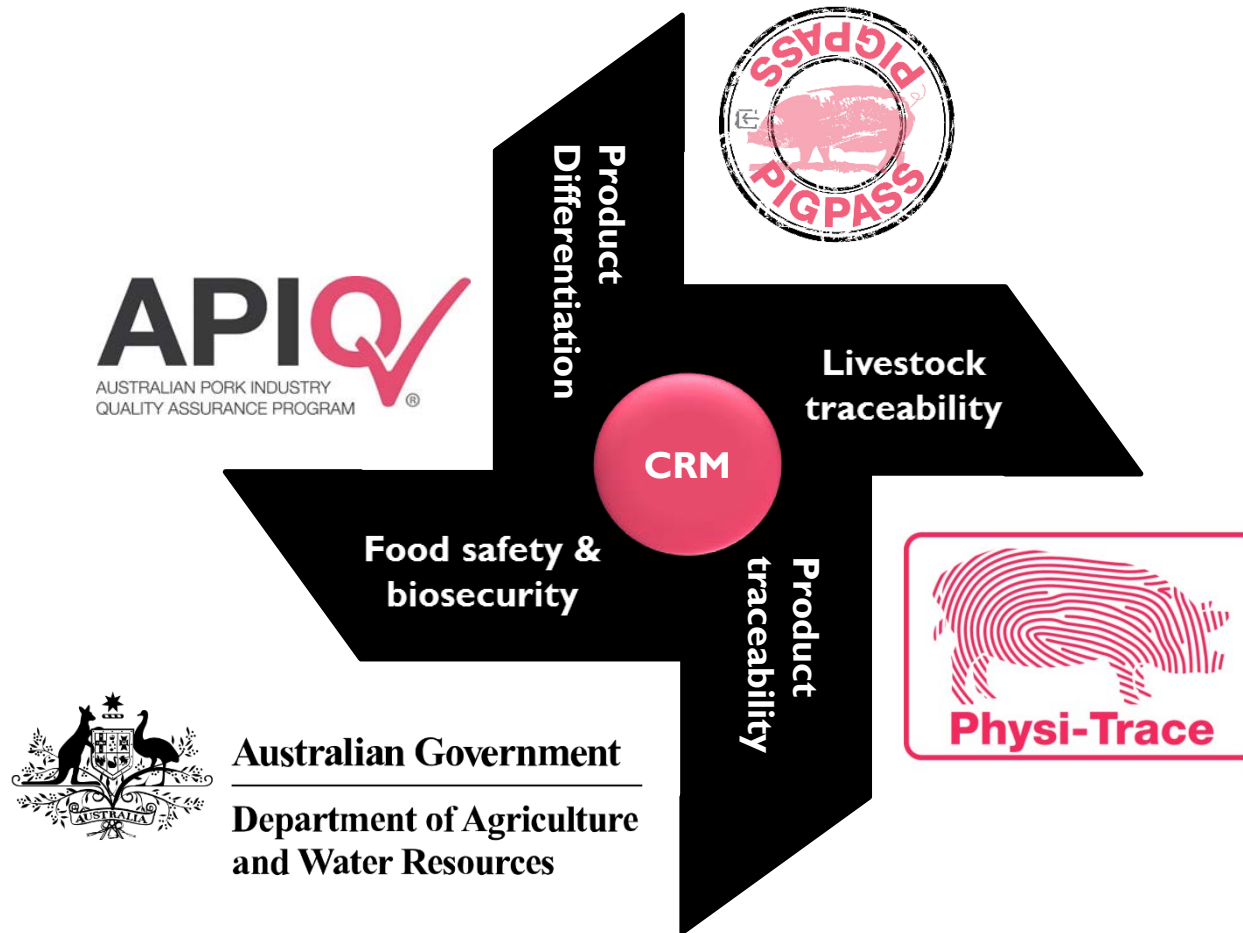 PIGPASS
PIGPASS
Product
Differentiation
APIQ
®
AUSTRALIAN PORK INDUSTRY
QUALITY ASSURANCE PROGRAM
Livestock
traceability
CRM
Food safety &
biosecurity
Product
traceability
Physi-Trace
AUSTRALIA
Australian Government
Department of Agriculture
and Water Resources